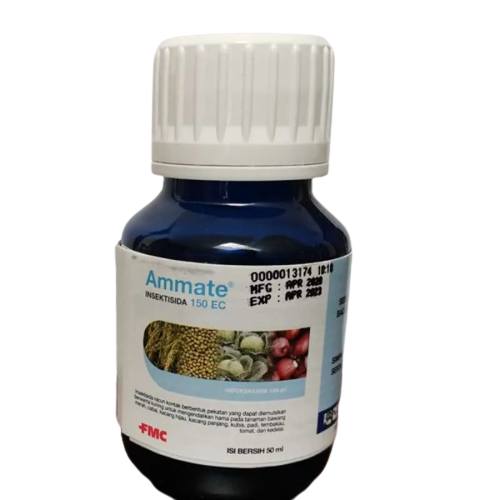 0000013174 10:10
MFG : APR 2020
EXP : APR 2023
Ammate®
INSEKTISIDA 150 EC
Insektisida racun kontak berbentuk pekatan yang dapat diemulsikan
berwarna kuning untuk mengendalikan hama pada tanaman bawang
merah, cabai, kacang hijau, kacang panjang, kubis, padi, tembakau,
tomat, dan kedelai.
FMC
ISI BERSIH 50 ml